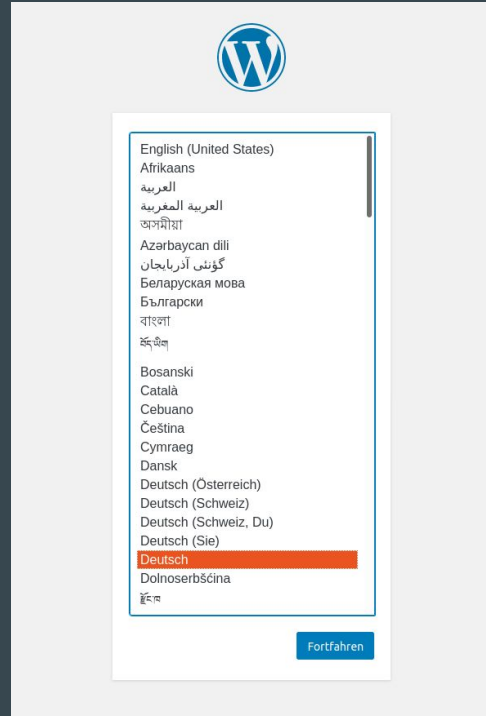 English (United States)
Afrikaans
العربية
العربية المغربية
অসমীয়া
Azərbaycan dili
گؤنئی آذربایجان
Беларуская мова
Български
বাংলা
བོད་ཡིག
Bosanski
Català
Cebuano
Čeština
Cymraeg
Dansk
Deutsch (Österreich)
Deutsch (Schweiz)
Deutsch (Schweiz, Du)
Deutsch (Sie)
Deutsch
Dolnoserbšćina
རྫོང་ཁ
Fortfahren